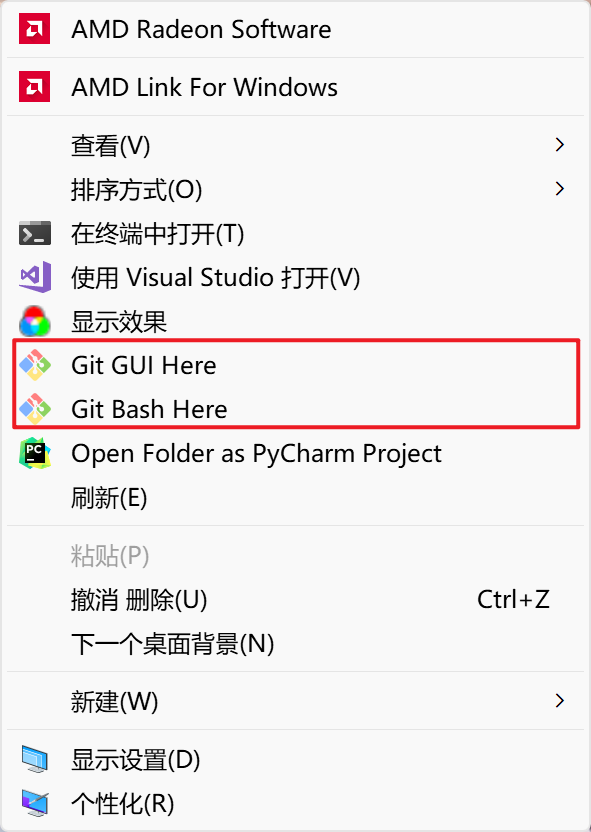 AMD Radeon Software
AMD Link For Windows
查看(V)
排序方式(O)
在终端中打开(T)
使用 Visual Studio 打开(V)
显示效果
Git GUI Here
Git Bash Here
PC
Open Folder as PyCharm Project
刷新(E)
粘贴(P)
撤消 删除(U) Ctrl+Z
下一个桌面背景(N)
新建(W)
显示设置(D)
个性化(R)